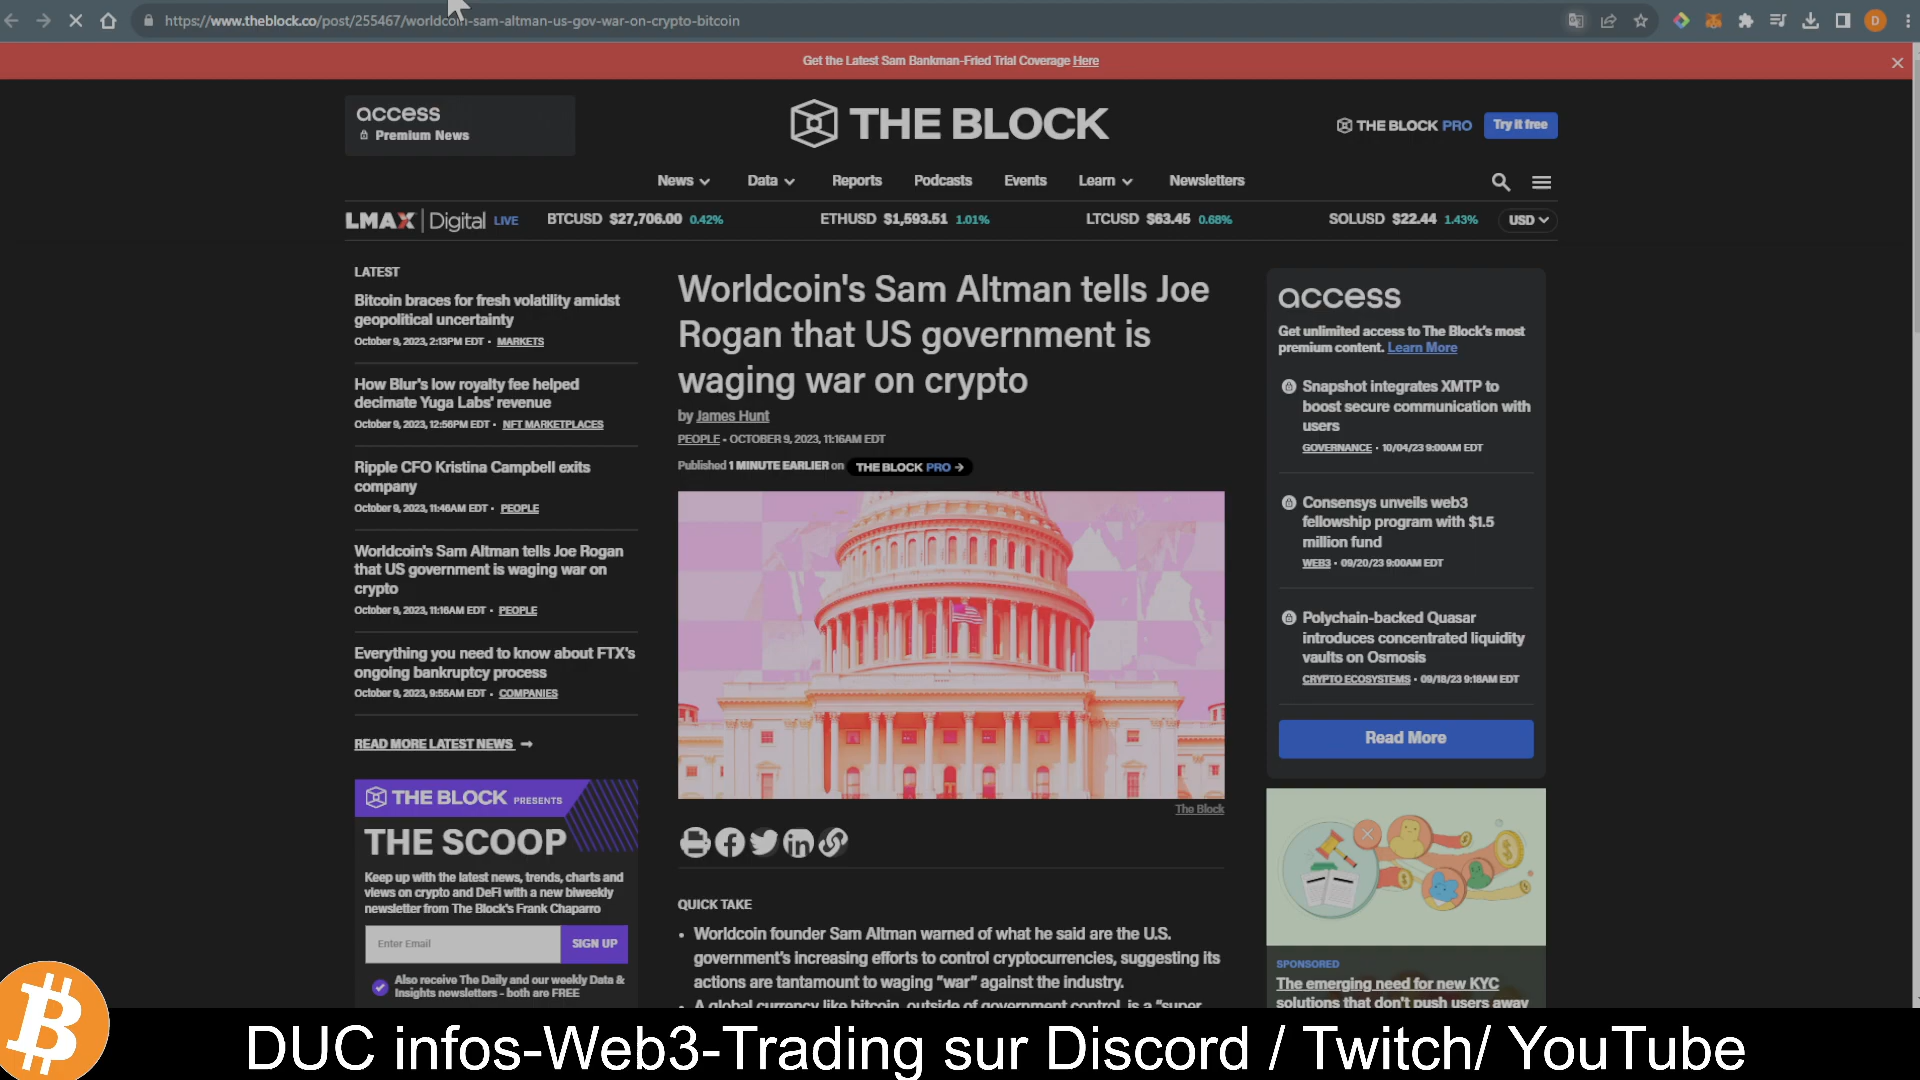 https://www.theblock.co/post/255467/worldcoin-sam-altman-us-gov-war-on-crypto-bitcoin
D
Get the Latest Sam Bankman-Fried Trial Coverage Here
access
Premium News
THE BLOCK
THE BLOCK PRO
Try it free
News
Data
Reports
Podcasts
Events
Learn
Newsletters
LMAX Digital LIVE
BTCUSD $27,706.00 0.42%
ETHUSD $1,593.51 1.01%
LTCUSD $63.45 0.68%
SOLUSD $22.44 1.43%
USD
LATEST
Bitcoin braces for fresh volatility amidst
geopolitical uncertainty
October 9, 2023, 2:13PM EDT • MARKETS
How Blur's low royalty fee helped
decimate Yuga Labs' revenue
October 9, 2023, 12:56PM EDT • NFT MARKETPLACES
Ripple CFO Kristina Campbell exits
company
October 9, 2023, 11:46AM EDT • PEOPLE
Worldcoin's Sam Altman tells Joe Rogan
that US government is waging war on
crypto
October 9, 2023, 11:16AM EDT • PEOPLE
Everything you need to know about FTX's
ongoing bankruptcy process
October 9, 2023, 9:55AM EDT • COMPANIES
READ MORE LATEST NEWS →
THE BLOCK PRESENTS
THE SCOOP
Keep up with the latest news, trends, charts and
views on crypto and DeFi with a new biweekly
newsletter from The Block's Frank Chaparro
Enter Email
SIGN UP
Also receive The Daily and our weekly Data &
Insights newsletters - both are FREE
Worldcoin's Sam Altman tells Joe
Rogan that US government is
waging war on crypto
by James Hunt
PEOPLE • OCTOBER 9, 2023, 11:16AM EDT
Published 1 MINUTE EARLIER on THE BLOCK PRO →
The Block
QUICK TAKE
• Worldcoin founder Sam Altman warned of what he said are the U.S.
government's increasing efforts to control cryptocurrencies, suggesting its
actions are tantamount to waging "war" against the industry.
• A global currency like bitcoin, outside of government control, is a "super
access
Get unlimited access to The Block's most
premium content. Learn More
Snapshot integrates XMTP to
boost secure communication with
users
GOVERNANCE • 10/04/23 9:00AM EDT
Consensys unveils web3
fellowship program with $1.5
million fund
WEB3 • 09/20/23 9:00AM EDT
Polychain-backed Quasar
introduces concentrated liquidity
vaults on Osmosis
CRYPTO ECOSYSTEMS • 09/18/23 9:18AM EDT
Read More
SPONSORED
The emerging need for new KYC
solutions that don't push users away
DUC infos-Web3-Trading sur Discord / Twitch/ YouTube